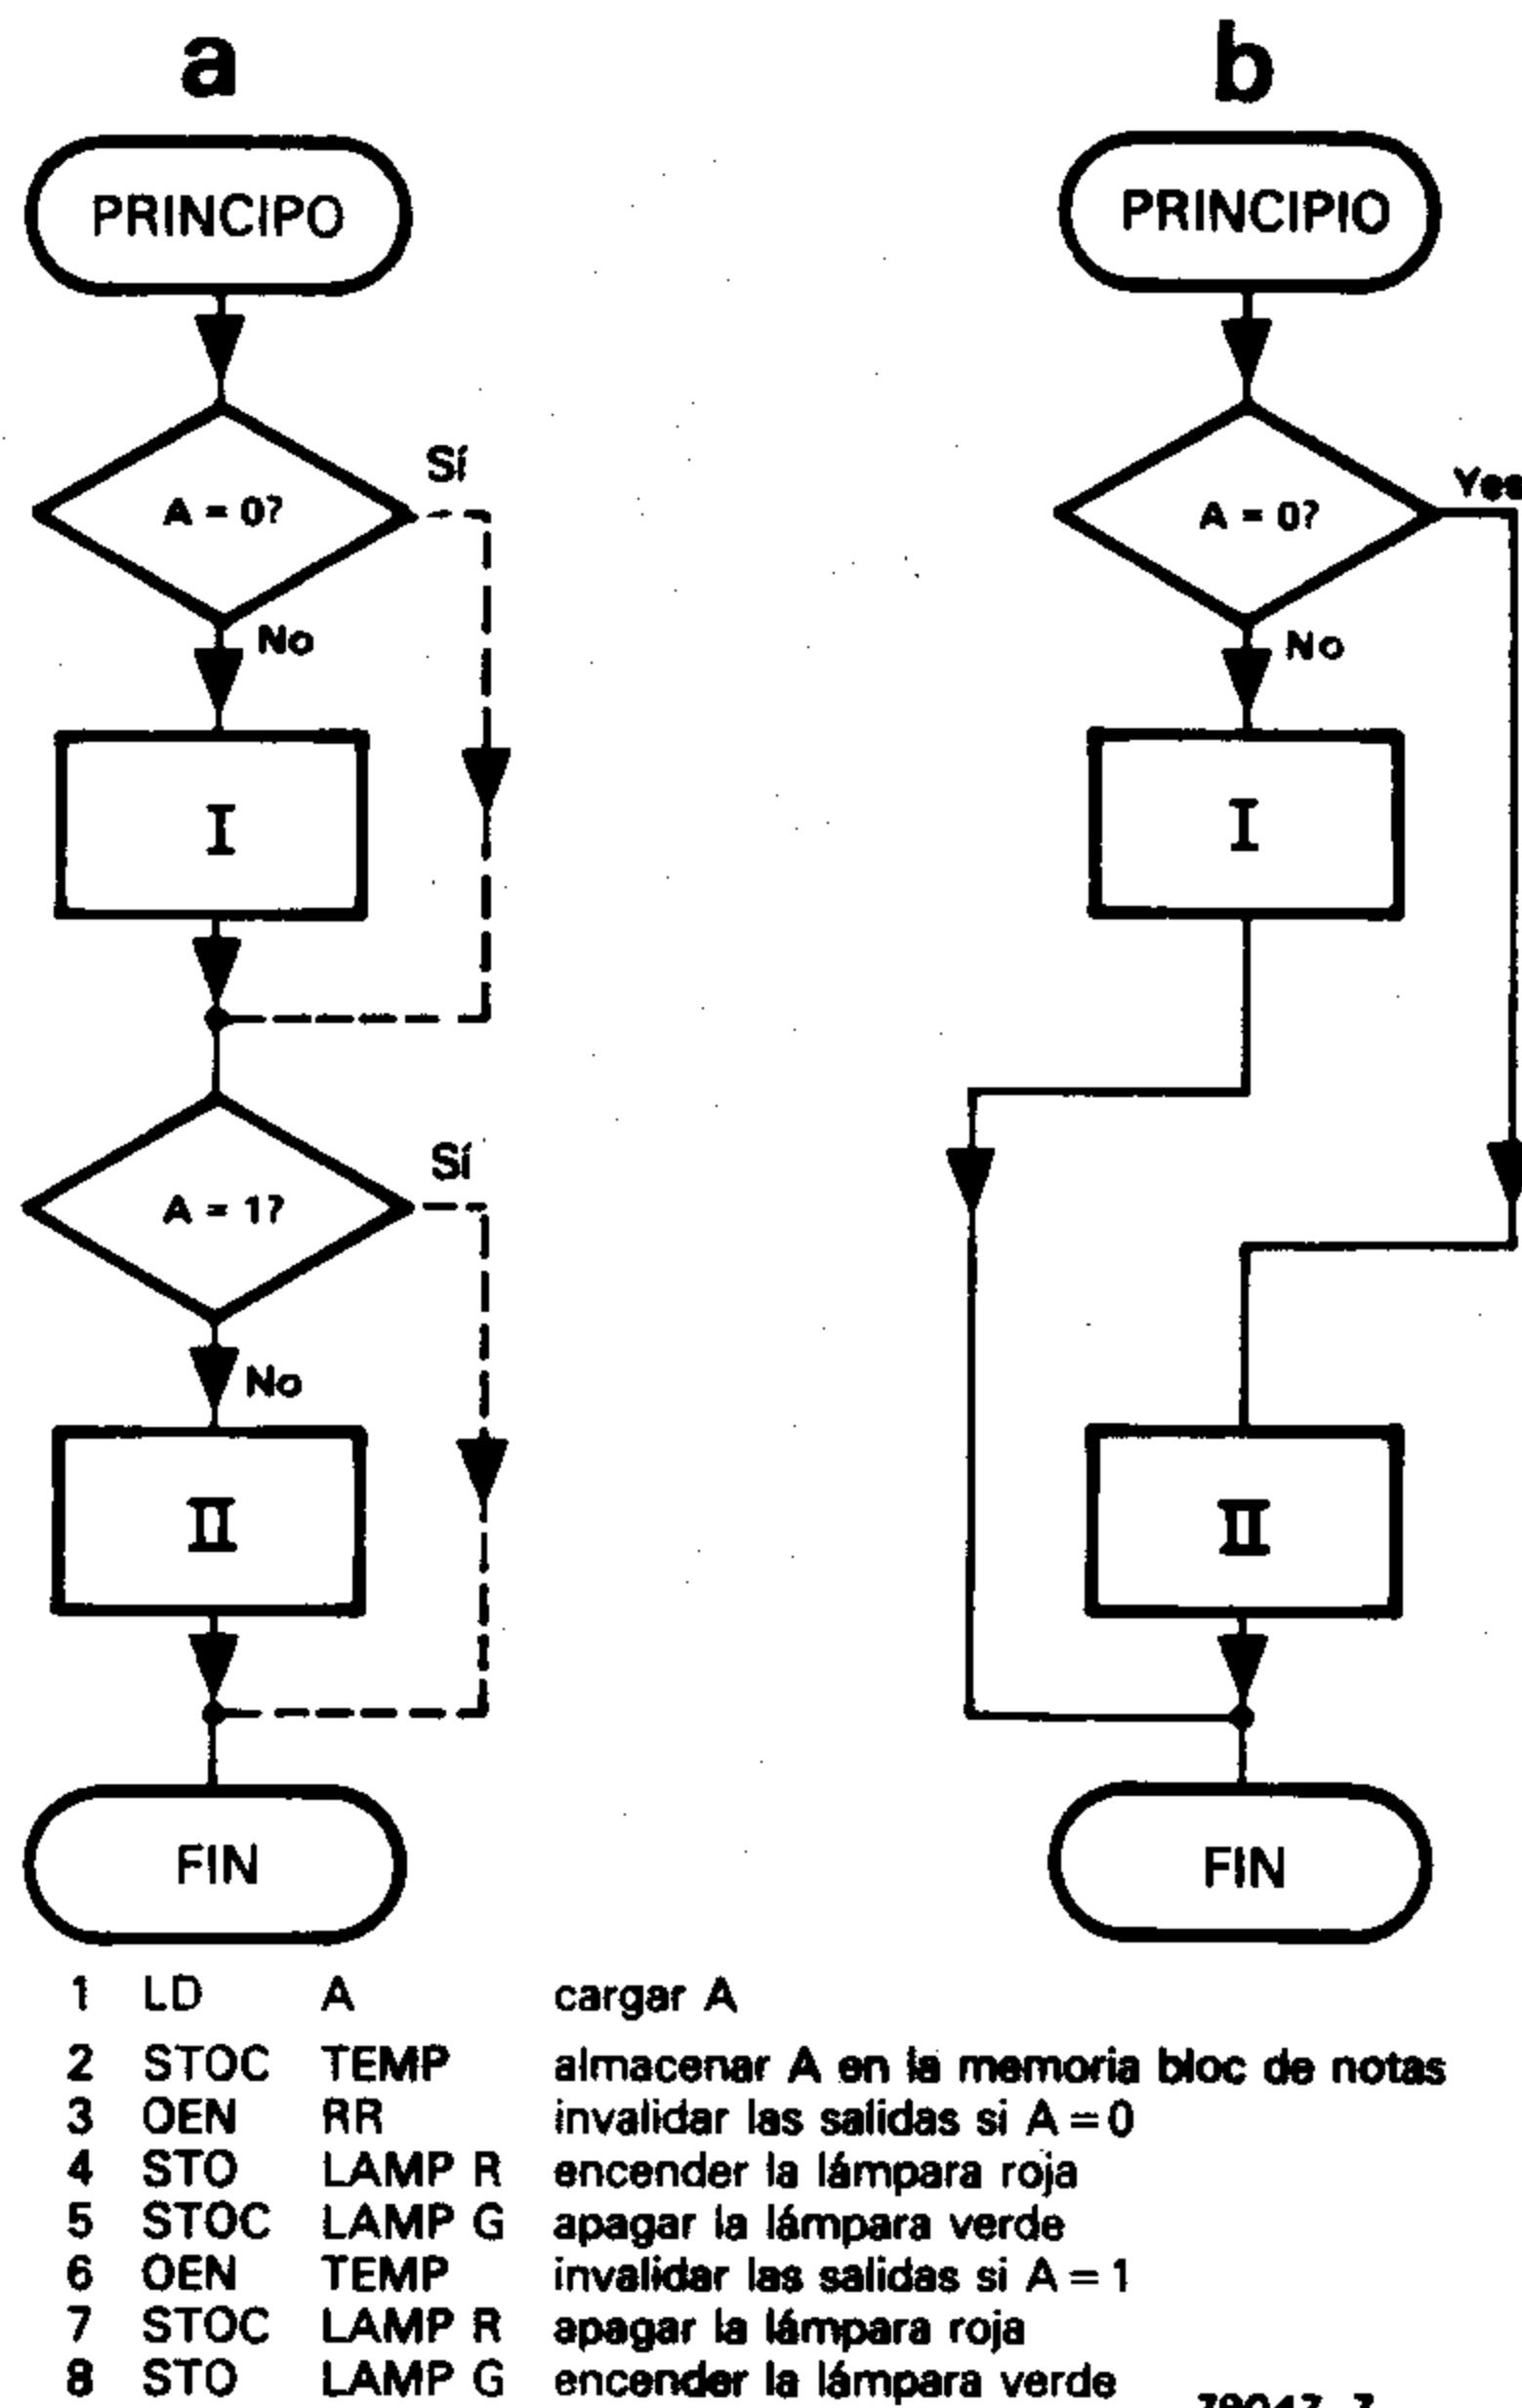 a
PRINCIPO
A = 0?
Sí
No
I
A = 1?
Sí
No
II
FIN
b
PRINCIPIO
A = 0?
Yes
No
I
II
FIN
1 LD A cargar A
2 STOC TEMP almacenar A en la memoria bloc de notas
3 OEN RR invalidar las salidas si A = 0
4 STO LAMP R encender la lámpara roja
5 STOC LAMP G apagar la lámpara verde
6 OEN TEMP invalidar las salidas si A = 1
7 STOC LAMP R apagar la lámpara roja
8 STO LAMP G encender la lámpara verde